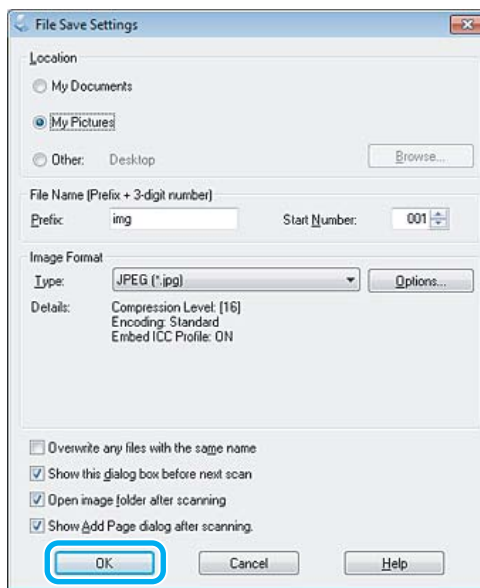 File Save Settings
Location
My Documents
My Pictures
Other: Desktop Browse...
File Name (Prefix + 3-digit number)
Prefix: img Start Number: 001
Image Format
Type: JPEG (*.jpg) Options...
Details: Compression Level: [16]
Encoding: Standard
Embed ICC Profile: ON
Overwrite any files with the same name
Show this dialog box before next scan
Open image folder after scanning
Show Add Page dialog after scanning.
OK Cancel Help